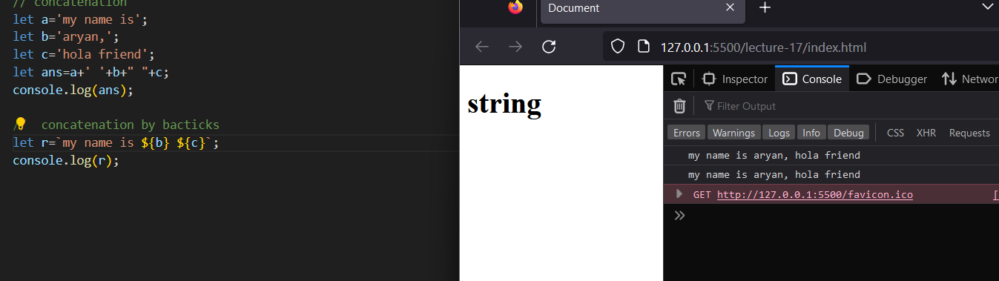 // concatenation
let a='my name is';
let b='aryan,';
let c='hola friend';
let ans=a+' '+b+" "+c;
console.log(ans);
/ concatenation by bacticks
let r=`my name is ${b} ${c}`;
console.log(r);
Document
127.0.0.1:5500/lecture-17/index.html
string
Inspector Console Debugger Networ
Filter Output
Errors Warnings Logs Info Debug CSS XHR Requests
my name is aryan, hola friend
my name is aryan, hola friend
GET http://127.0.0.1:5500/favicon.ico [